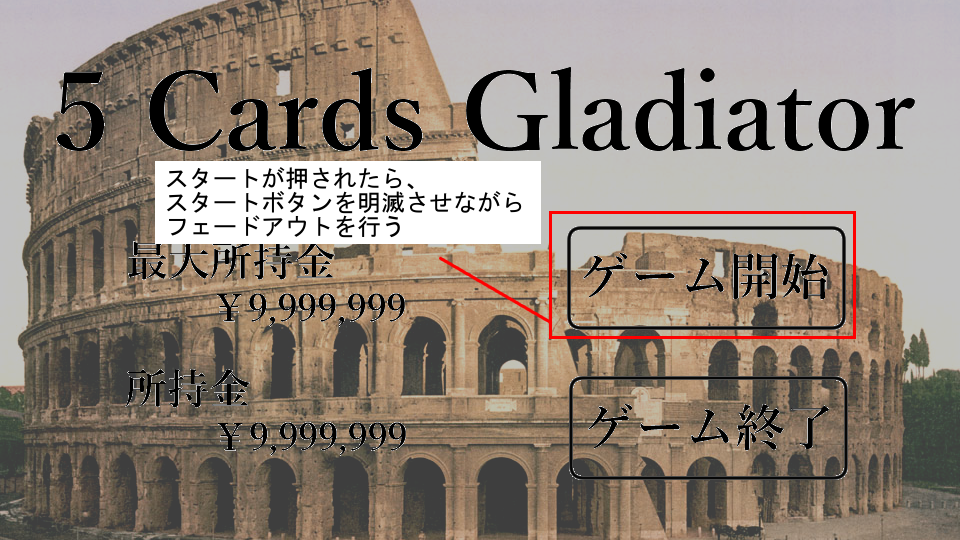 5 Cards Gladiator
スタートが押されたら、
スタートボタンを明滅させながら
フェードアウトを行う
最大所持金
￥9,999,999
ゲーム開始
所持金
￥9,999,999
ゲーム終了